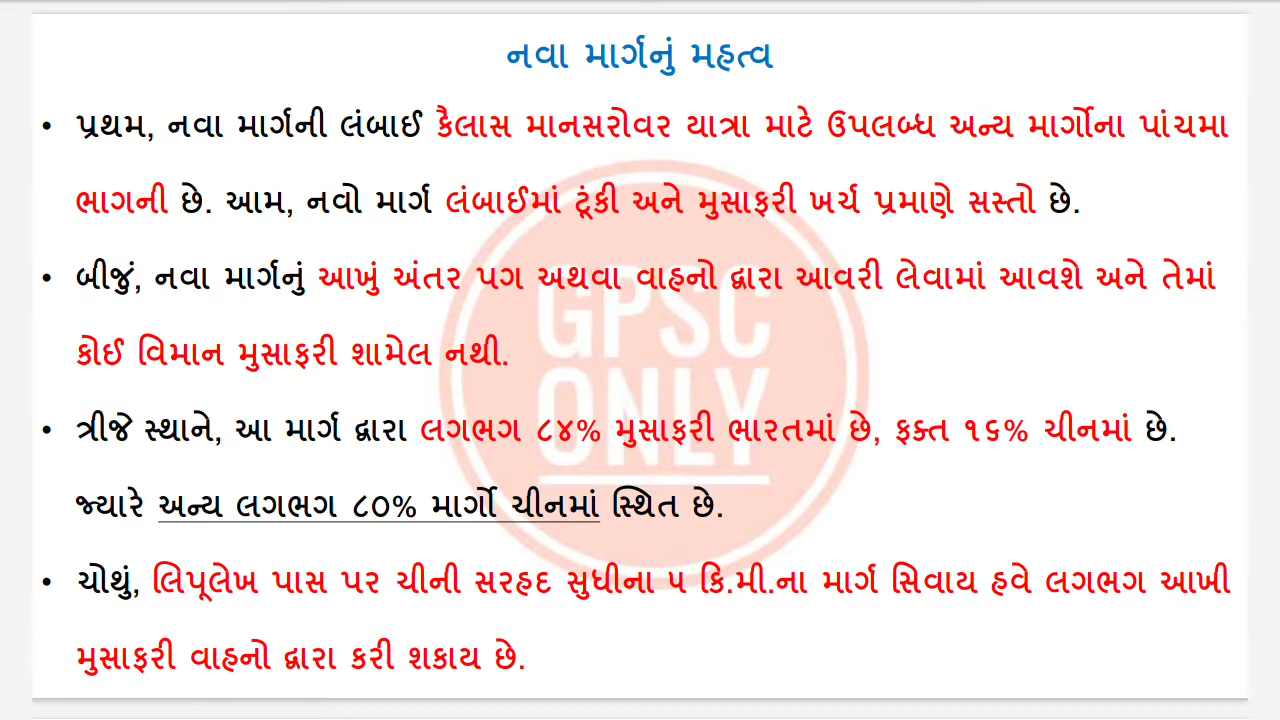 નવા માર્ગનું મહત્વ
• પ્રથમ, નવા માર્ગની લંબાઈ કૈલાસ માનસરોવર યાત્રા માટે ઉપલબ્ધ અન્ય માર્ગોના પાંચમા
ભાગની છે. આમ, નવો માર્ગ લંબાઈમાં ટૂંકી અને મુસાફરી ખર્ચ પ્રમાણે સસ્તો છે.
• બીજું, નવા માર્ગનું આખું અંતર પગ અથવા વાહનો દ્વારા આવરી લેવામાં આવશે અને તેમાં
કોઈ વિમાન મુસાફરી શામેલ નથી.
• ત્રીજે સ્થાને, આ માર્ગ દ્વારા લગભગ ૮૪% મુસાફરી ભારતમાં છે, ફક્ત ૧૬% ચીનમાં છે.
જ્યારે અન્ય લગભગ ૮૦% માર્ગો ચીનમાં સ્થિત છે.
• ચોથું, લિપૂલેખ પાસ પર ચીની સરહદ સુધીના ૫ કિ.મી.ના માર્ગ સિવાય હવે લગભગ આખી
મુસાફરી વાહનો દ્વારા કરી શકાય છે.
GPSC
ONLY